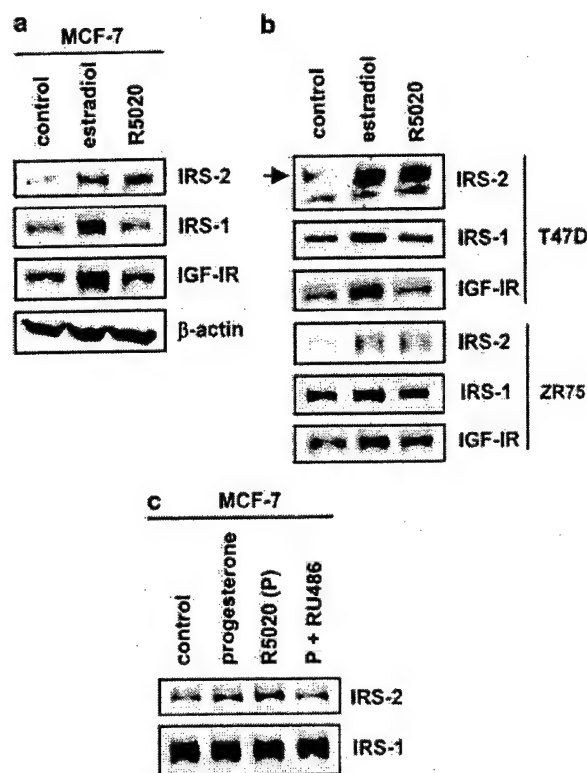 a
MCF-7
control
estradiol
R5020
IRS-2
IRS-1
IGF-IR
β-actin
b
control
estradiol
R5020
IRS-2
IRS-1
IGF-IR
T47D
IRS-2
IRS-1
IGF-IR
ZR75
c
MCF-7
control
progesterone
R5020 (P)
P + RU486
IRS-2
IRS-1